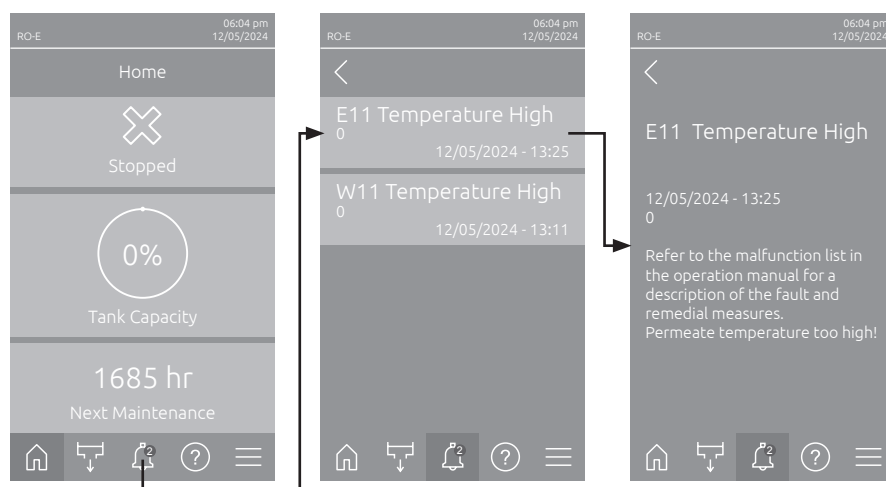 06:04 pm
RO-E 12/05/2024
Home
Stopped
0%
Tank Capacity
1685 hr
Next Maintenance
2
?
06:04 pm
RO-E 12/05/2024
E11 Temperature High
0
12/05/2024 - 13:25
W11 Temperature High
0
12/05/2024 - 13:11
2
?
06:04 pm
RO-E 12/05/2024
E11 Temperature High
12/05/2024 - 13:25
0
Refer to the malfunction list in
the operation manual for a
description of the fault and
remedial measures.
Permeate temperature too high!
2
?